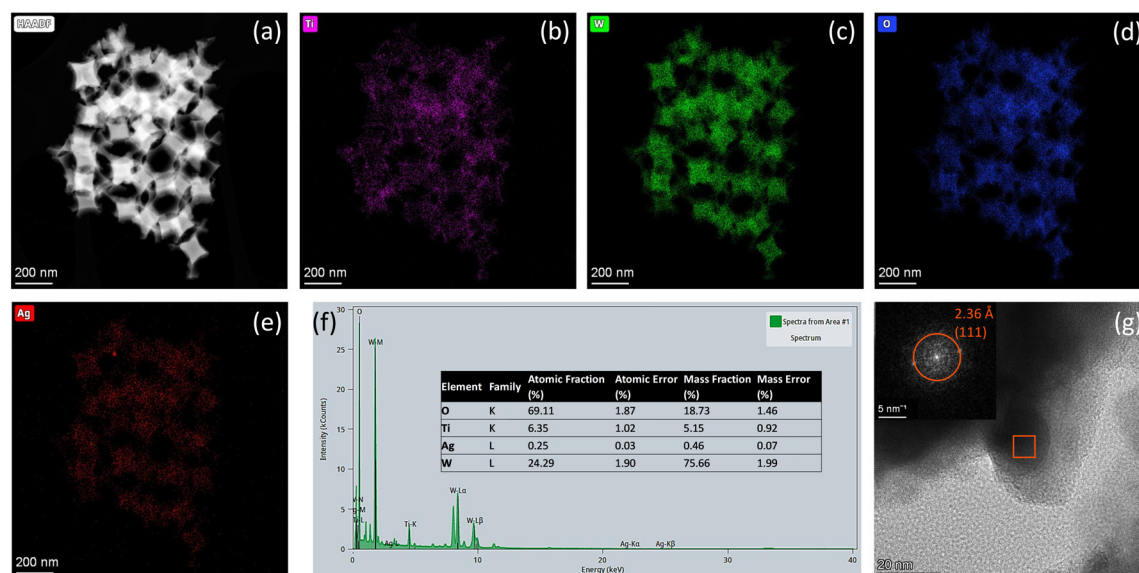 HAADF
(a)
200 nm
Ti
(b)
200 nm
W
(c)
200 nm
O
(d)
200 nm
Ag
(e)
200 nm
(f)
Spectra from Area #1
Spectrum
Element Family Atomic Fraction (%) Atomic Error (%) Mass Fraction (%) Mass Error (%)
O K 69.11 1.87 18.73 1.46
Ti K 6.35 1.02 5.15 0.92
Ag L 0.25 0.03 0.46 0.07
W L 24.29 1.90 75.66 1.99
Intensity (kCounts)
30
25
20
15
10
5
0
O
W-M
Ti-K
W-Lα
W-Lβ
Ag-Kα
Ag-Kβ
0 10 20 30 40
Energy (keV)
(g)
2.36 Å
(111)
5 nm⁻¹
20 nm